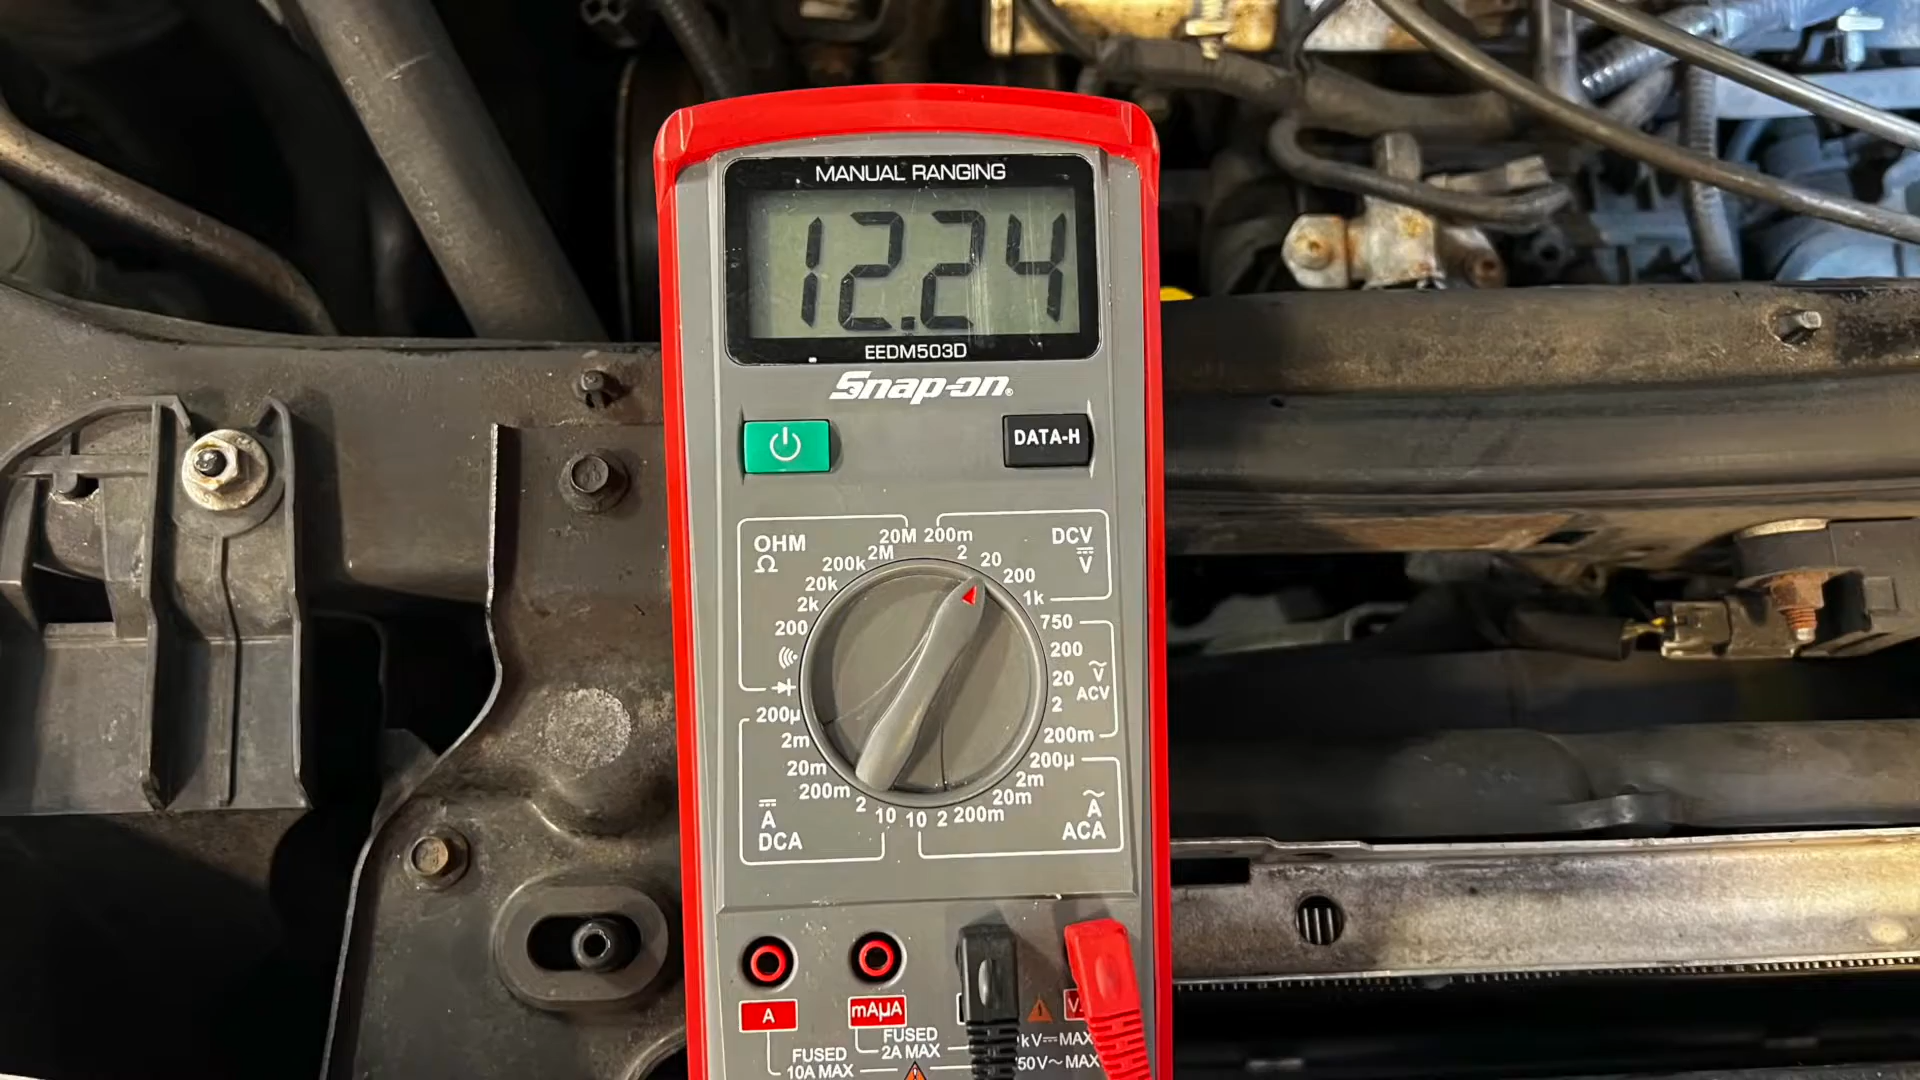 MANUAL RANGING
12.24
EEDM503D
Snap-on®
DATA-H
OHM
Ω
20M
2M
200k
20k
2k
200
200m
2
20
200
1k
DCV
V
750
200
20
2
200m
V
ACV
200µ
2m
20m
200m
2
10
A
DCA
200µ
2m
20m
200m
2
10
A
ACA
A
mAµA
V
FUSED
10A MAX
FUSED
2A MAX
kV⎓MAX
50V~MAX